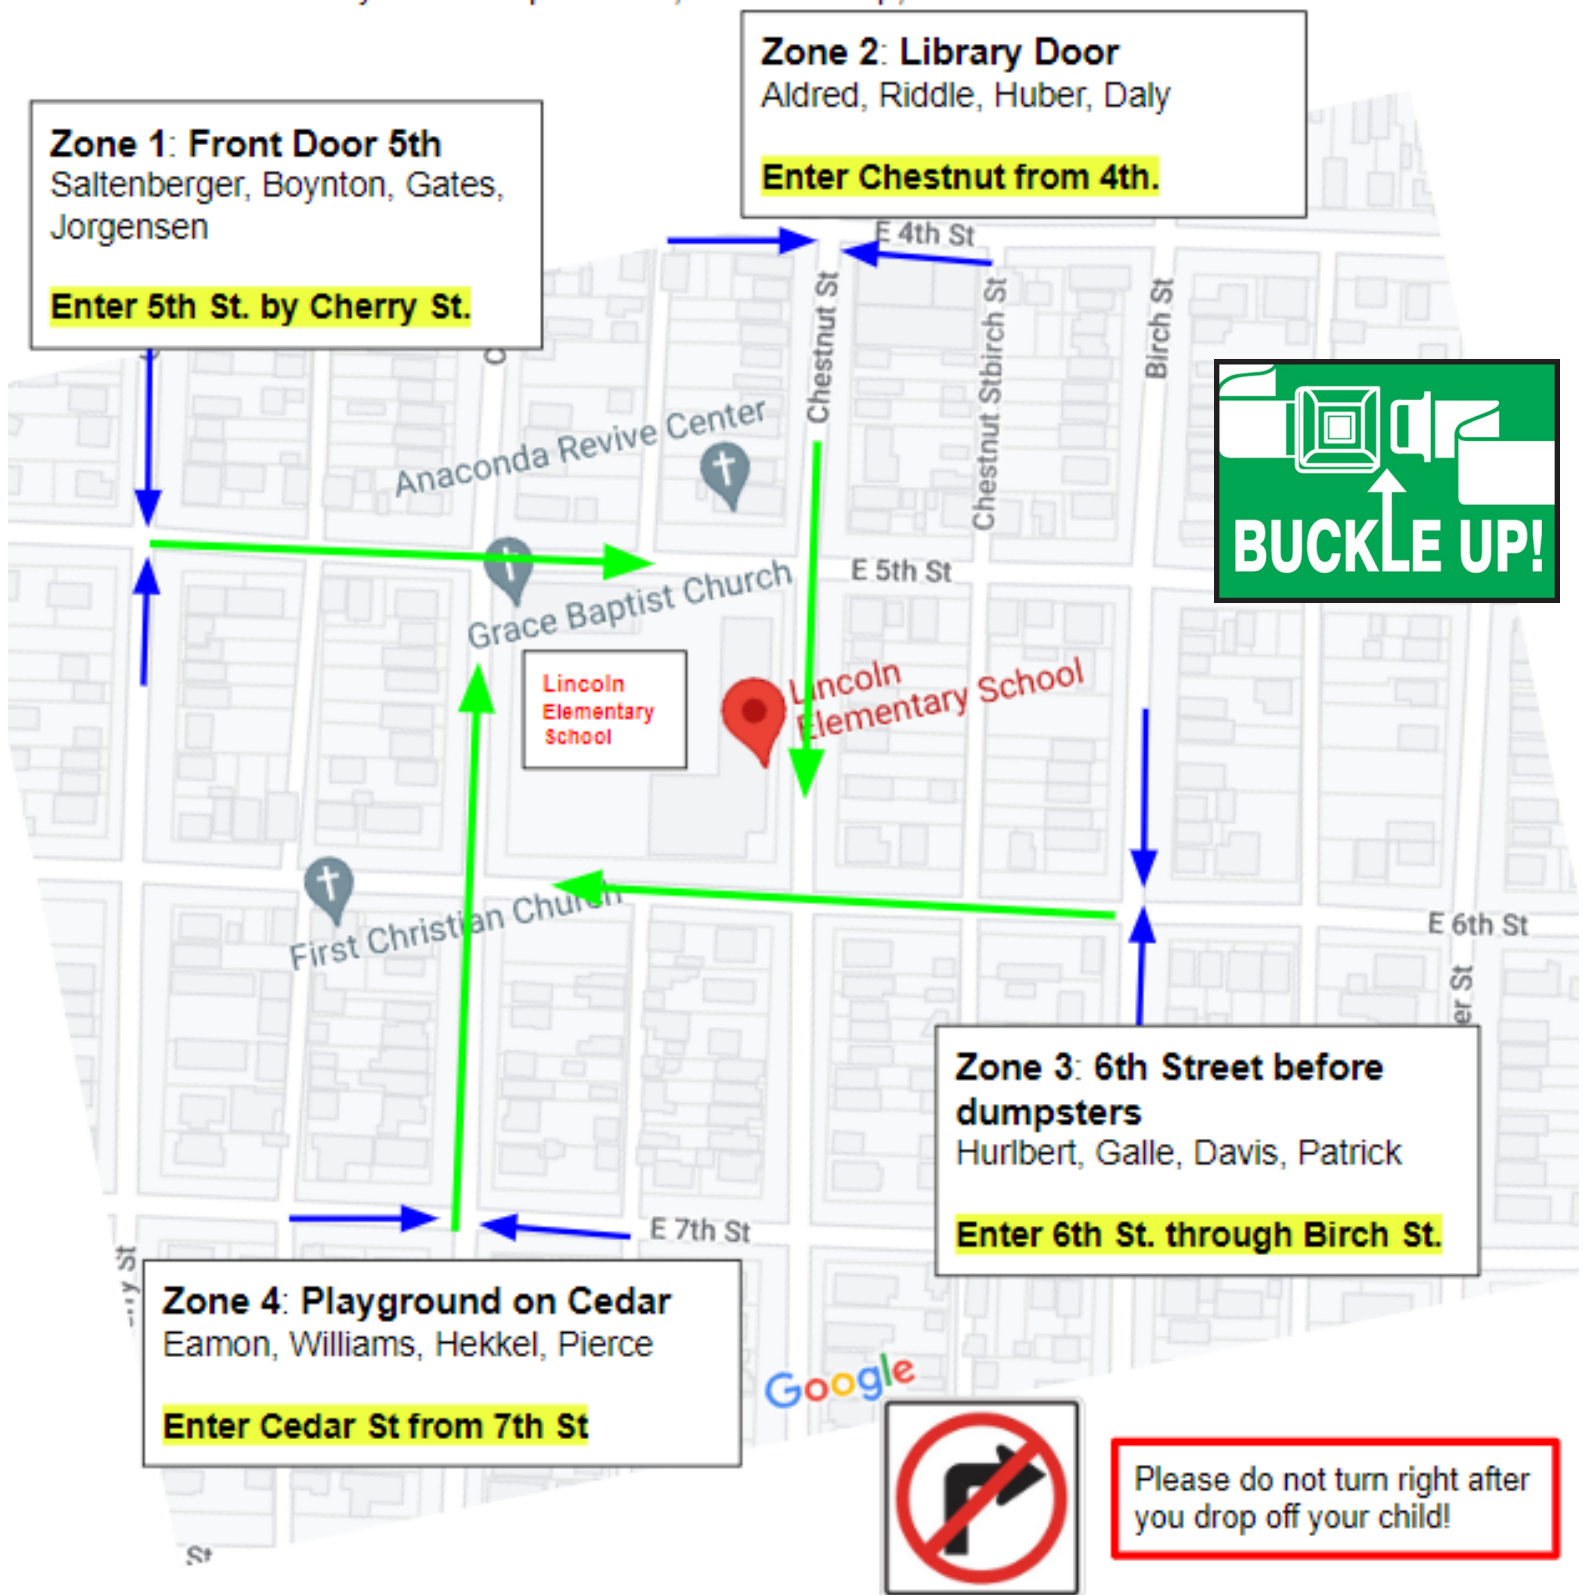 Zone 2: Library Door
Aldred, Riddle, Huber, Daly
Enter Chestnut from 4th.
Zone 1: Front Door 5th
Saltenberger, Boynton, Gates,
Jorgensen
Enter 5th St. by Cherry St.
E 4th St
Chestnut St
Chestnut Stbirch St
Birch St
BUCKLE UP!
Anaconda Revive Center
E 5th St
Grace Baptist Church
Lincoln
Elementary
School
Lincoln
Elementary School
First Christian Church
E 6th St
Zone 3: 6th Street before
dumpsters
Hurlbert, Galle, Davis, Patrick
Enter 6th St. through Birch St.
E 7th St
Zone 4: Playground on Cedar
Eamon, Williams, Hekkel, Pierce
Enter Cedar St from 7th St
Google
Please do not turn right after
you drop off your child!
St